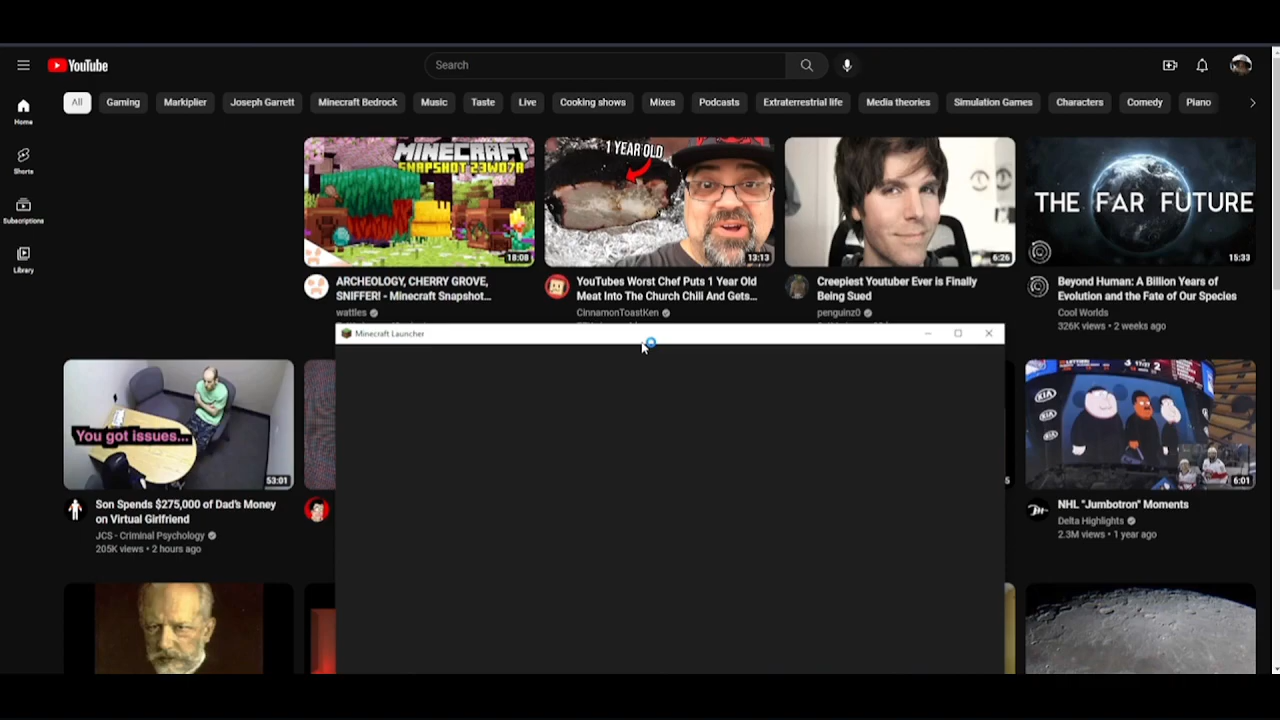 YouTube
Search
Home
Shorts
Subscriptions
Library
All
Gaming
Markiplier
Joseph Garrett
Minecraft Bedrock
Music
Taste
Live
Cooking shows
Mixes
Podcasts
Extraterrestrial life
Media theories
Simulation Games
Characters
Comedy
Piano
MINECRAFT
SNAPSHOT 23W07A
18:08
ARCHEOLOGY, CHERRY GROVE,
SNIFFER! - Minecraft Snapshot...
wattles
1 YEAR OLD
13:13
YouTubes Worst Chef Puts 1 Year Old
Meat Into The Church Chili And Gets...
CinnamonToastKen
6:26
Creepiest Youtuber Ever is Finally
Being Sued
penguinz0
THE FAR FUTURE
15:33
Beyond Human: A Billion Years of
Evolution and the Fate of Our Species
Cool Worlds
326K views • 2 weeks ago
Minecraft Launcher
You got issues...
53:01
Son Spends $275,000 of Dad's Money
on Virtual Girlfriend
JCS - Criminal Psychology
205K views • 2 hours ago
KIA
KIA
KIA
6:01
NHL "Jumbotron" Moments
Delta Highlights
2.3M views • 1 year ago